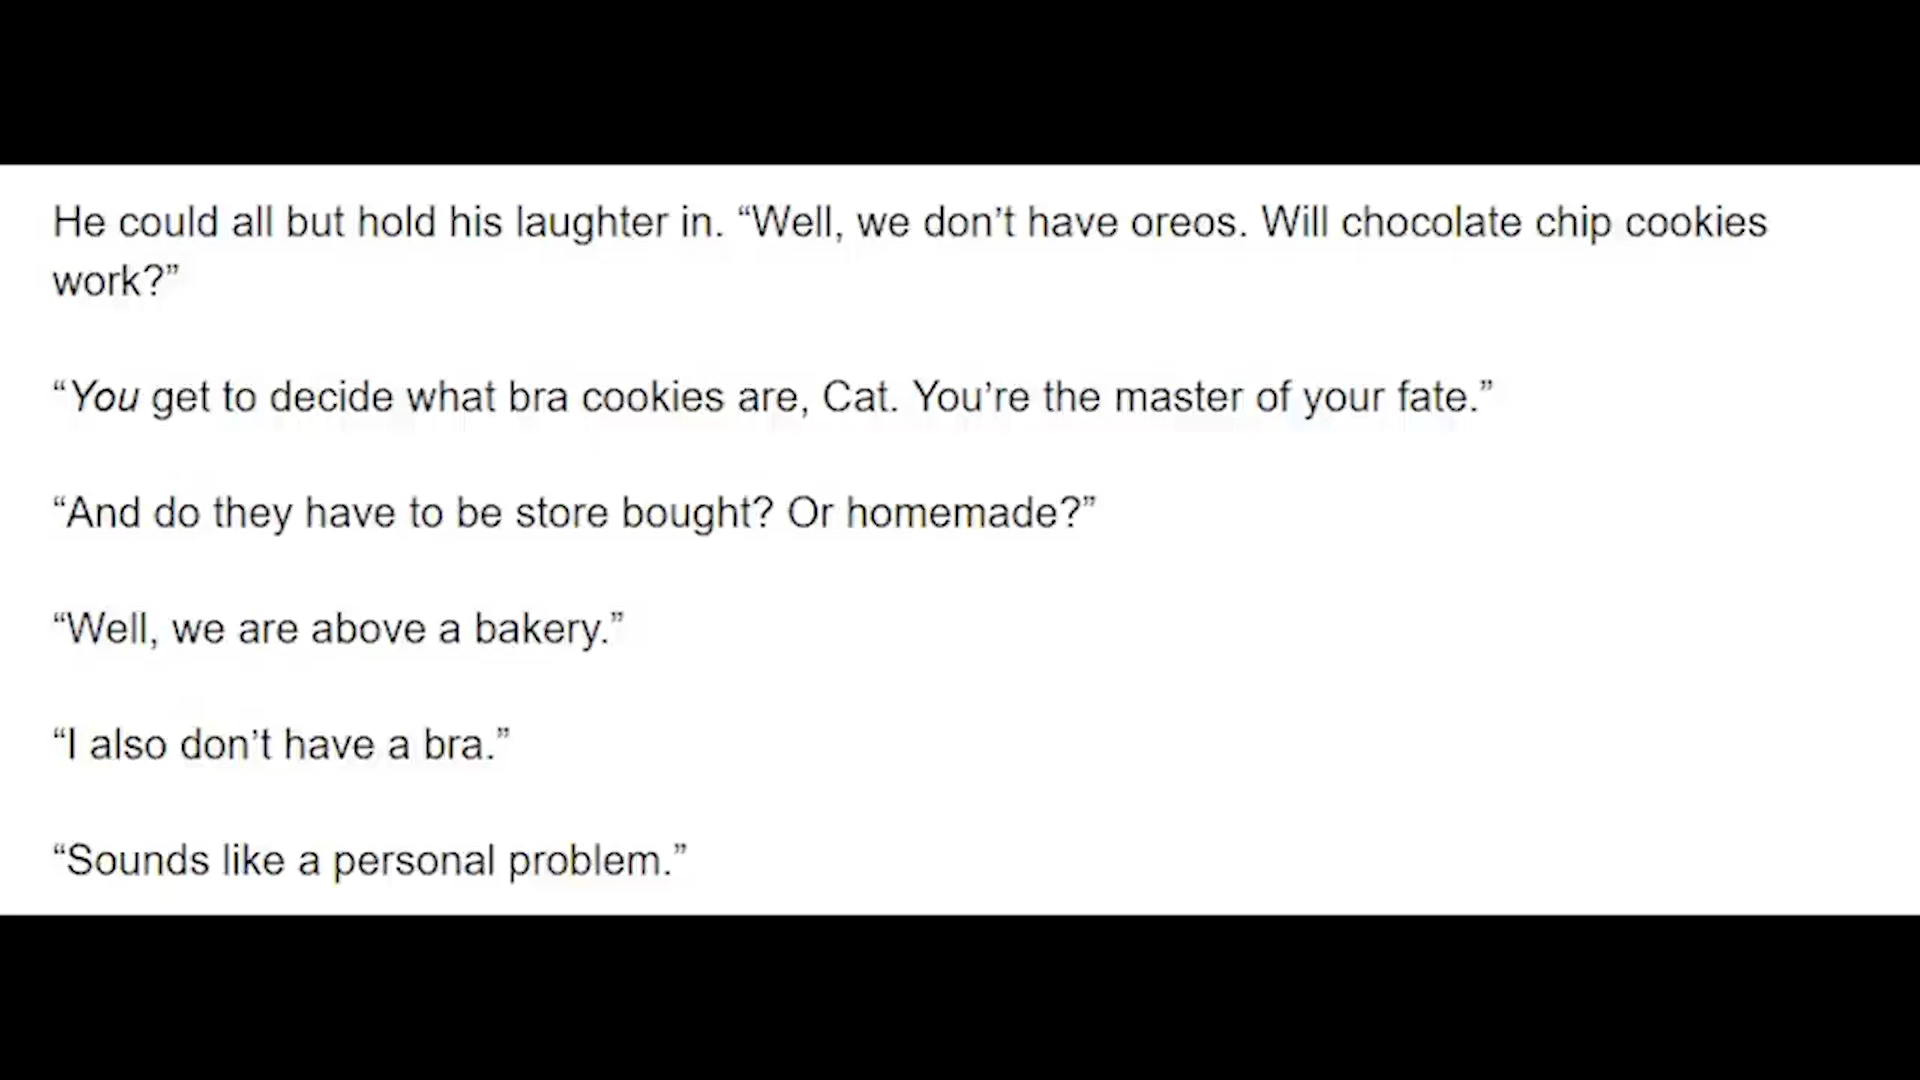 He could all but hold his laughter in. “Well, we don’t have oreos. Will chocolate chip cookies
work?”
“You get to decide what bra cookies are, Cat. You’re the master of your fate.”
“And do they have to be store bought? Or homemade?”
“Well, we are above a bakery.”
“I also don’t have a bra.”
“Sounds like a personal problem.”